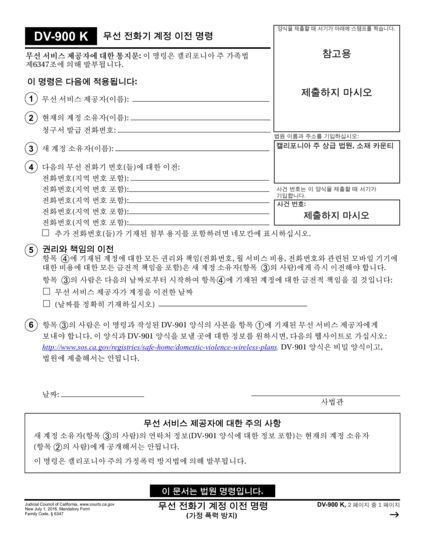 DV-900 K 무선 전화기 계정 이전 명령
양식을 제출할 때 서기가 아래에 스탬프를 찍습니다.
무선 서비스 제공자에 대한 통지문: 이 명령은 캘리포니아 주 가족법
제6347조에 의해 발부됩니다.
참고용
제출하지 마시오
이 명령은 다음에 적용됩니다:
1 무선 서비스 제공자(이름):
2 현재의 계정 소유자(이름):
청구서 발급 전화번호:
법원 이름과 주소를 기입하십시오:
캘리포니아 주 상급 법원, 소재 카운티
3 새 계정 소유자(이름):
4 다음의 무선 전화기 번호(들)에 대한 이전:
전화번호(지역 번호 포함):
전화번호(지역 번호 포함):
전화번호(지역 번호 포함):
전화번호(지역 번호 포함):
전화번호(지역 번호 포함):
사건 번호는 이 양식을 제출할 때 서기가
기입합니다.
사건 번호:
제출하지 마시오
☐ 추가 전화번호(들)가 기재된 첨부 용지를 포함하려면 네모칸에 표시하십시오.
5 권리와 책임의 이전
항목 ④에 기재된 계정에 대한 모든 권리와 책임(전화번호, 월 서비스 비용, 전화번호와 관련된 모바일 기기에
대한 비용에 대한 모든 금전적 책임을 포함)은 새 계정 소유자(항목 ③의 사람)에게 즉시 이전해야 합니다.
항목 ③의 사람은 다음의 날짜로부터 시작하여 항목④에 기재된 계정에 대한 금전적 책임을 질 것입니다:
☐ 무선 서비스 제공자가 계정을 이전한 날짜
☐ (날짜를 정확히 기재하십시오)
6 항목 ③의 사람은 이 명령과 작성된 DV-901 양식의 사본을 항목 ①에 기재된 무선 서비스 제공자에게
보내야 합니다. 이 양식과 DV-901 양식을 보낼 곳에 대한 정보를 원하시면, 다음의 웹사이트로 가십시오:
http://www.sos.ca.gov/registries/safe-home/domestic-violence-wireless-plans. DV-901 양식은 비밀 양식이고,
법원에 제출해서는 안됩니다.
날짜:
사법관
무선 서비스 제공자에 대한 주의 사항
새 계정 소유자(항목 ③의 사람)의 연락처 정보(DV-901 양식에 대한 정보 포함)는 현재의 계정 소유자
(항목 ②의 사람)에게 공개해서는 안됩니다.
이 명령은 캘리포니아 주의 가정폭력 방지법에 의해 발부됩니다.
이 문서는 법원 명령입니다.
Judicial Council of California, www.courts.ca.gov
New July 1, 2016, Mandatory Form
Family Code, § 6347
무선 전화기 계정 이전 명령
(가정 폭력 방지)
DV-900 K, 2 페이지 중 1 페이지
→